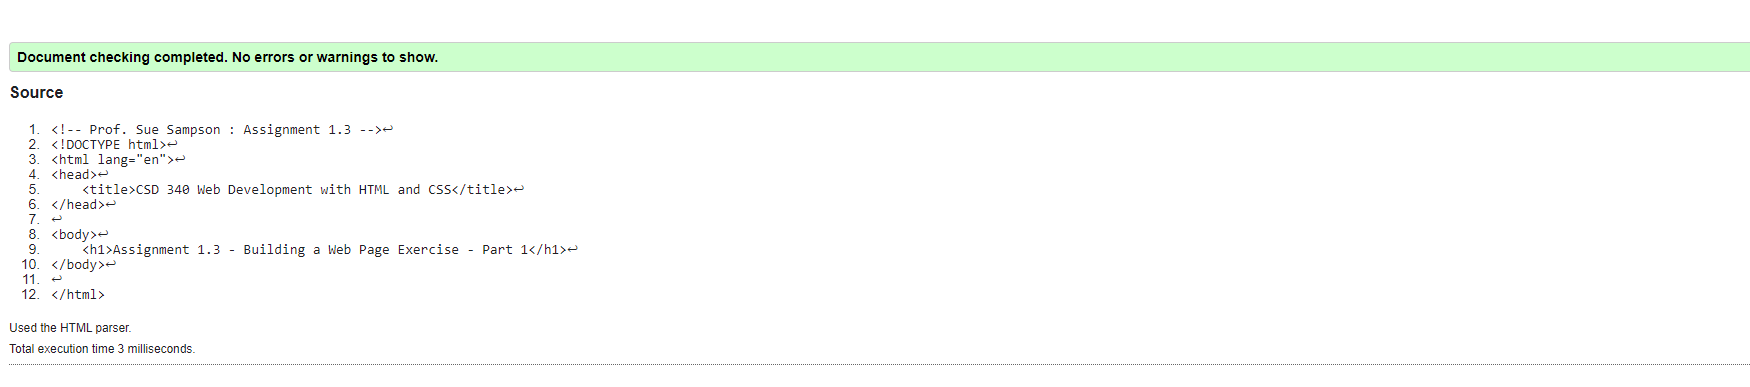 Document checking completed. No errors or warnings to show.
Source
1. <!-- Prof. Sue Sampson : Assignment 1.3 -->↩
2. <!DOCTYPE html>↩
3. <html lang="en">↩
4. <head>↩
5.     <title>CSD 340 Web Development with HTML and CSS</title>↩
6. </head>↩
7. ↩
8. <body>↩
9.     <h1>Assignment 1.3 - Building a Web Page Exercise - Part 1</h1>↩
10. </body>↩
11. ↩
12. </html>
Used the HTML parser.
Total execution time 3 milliseconds.